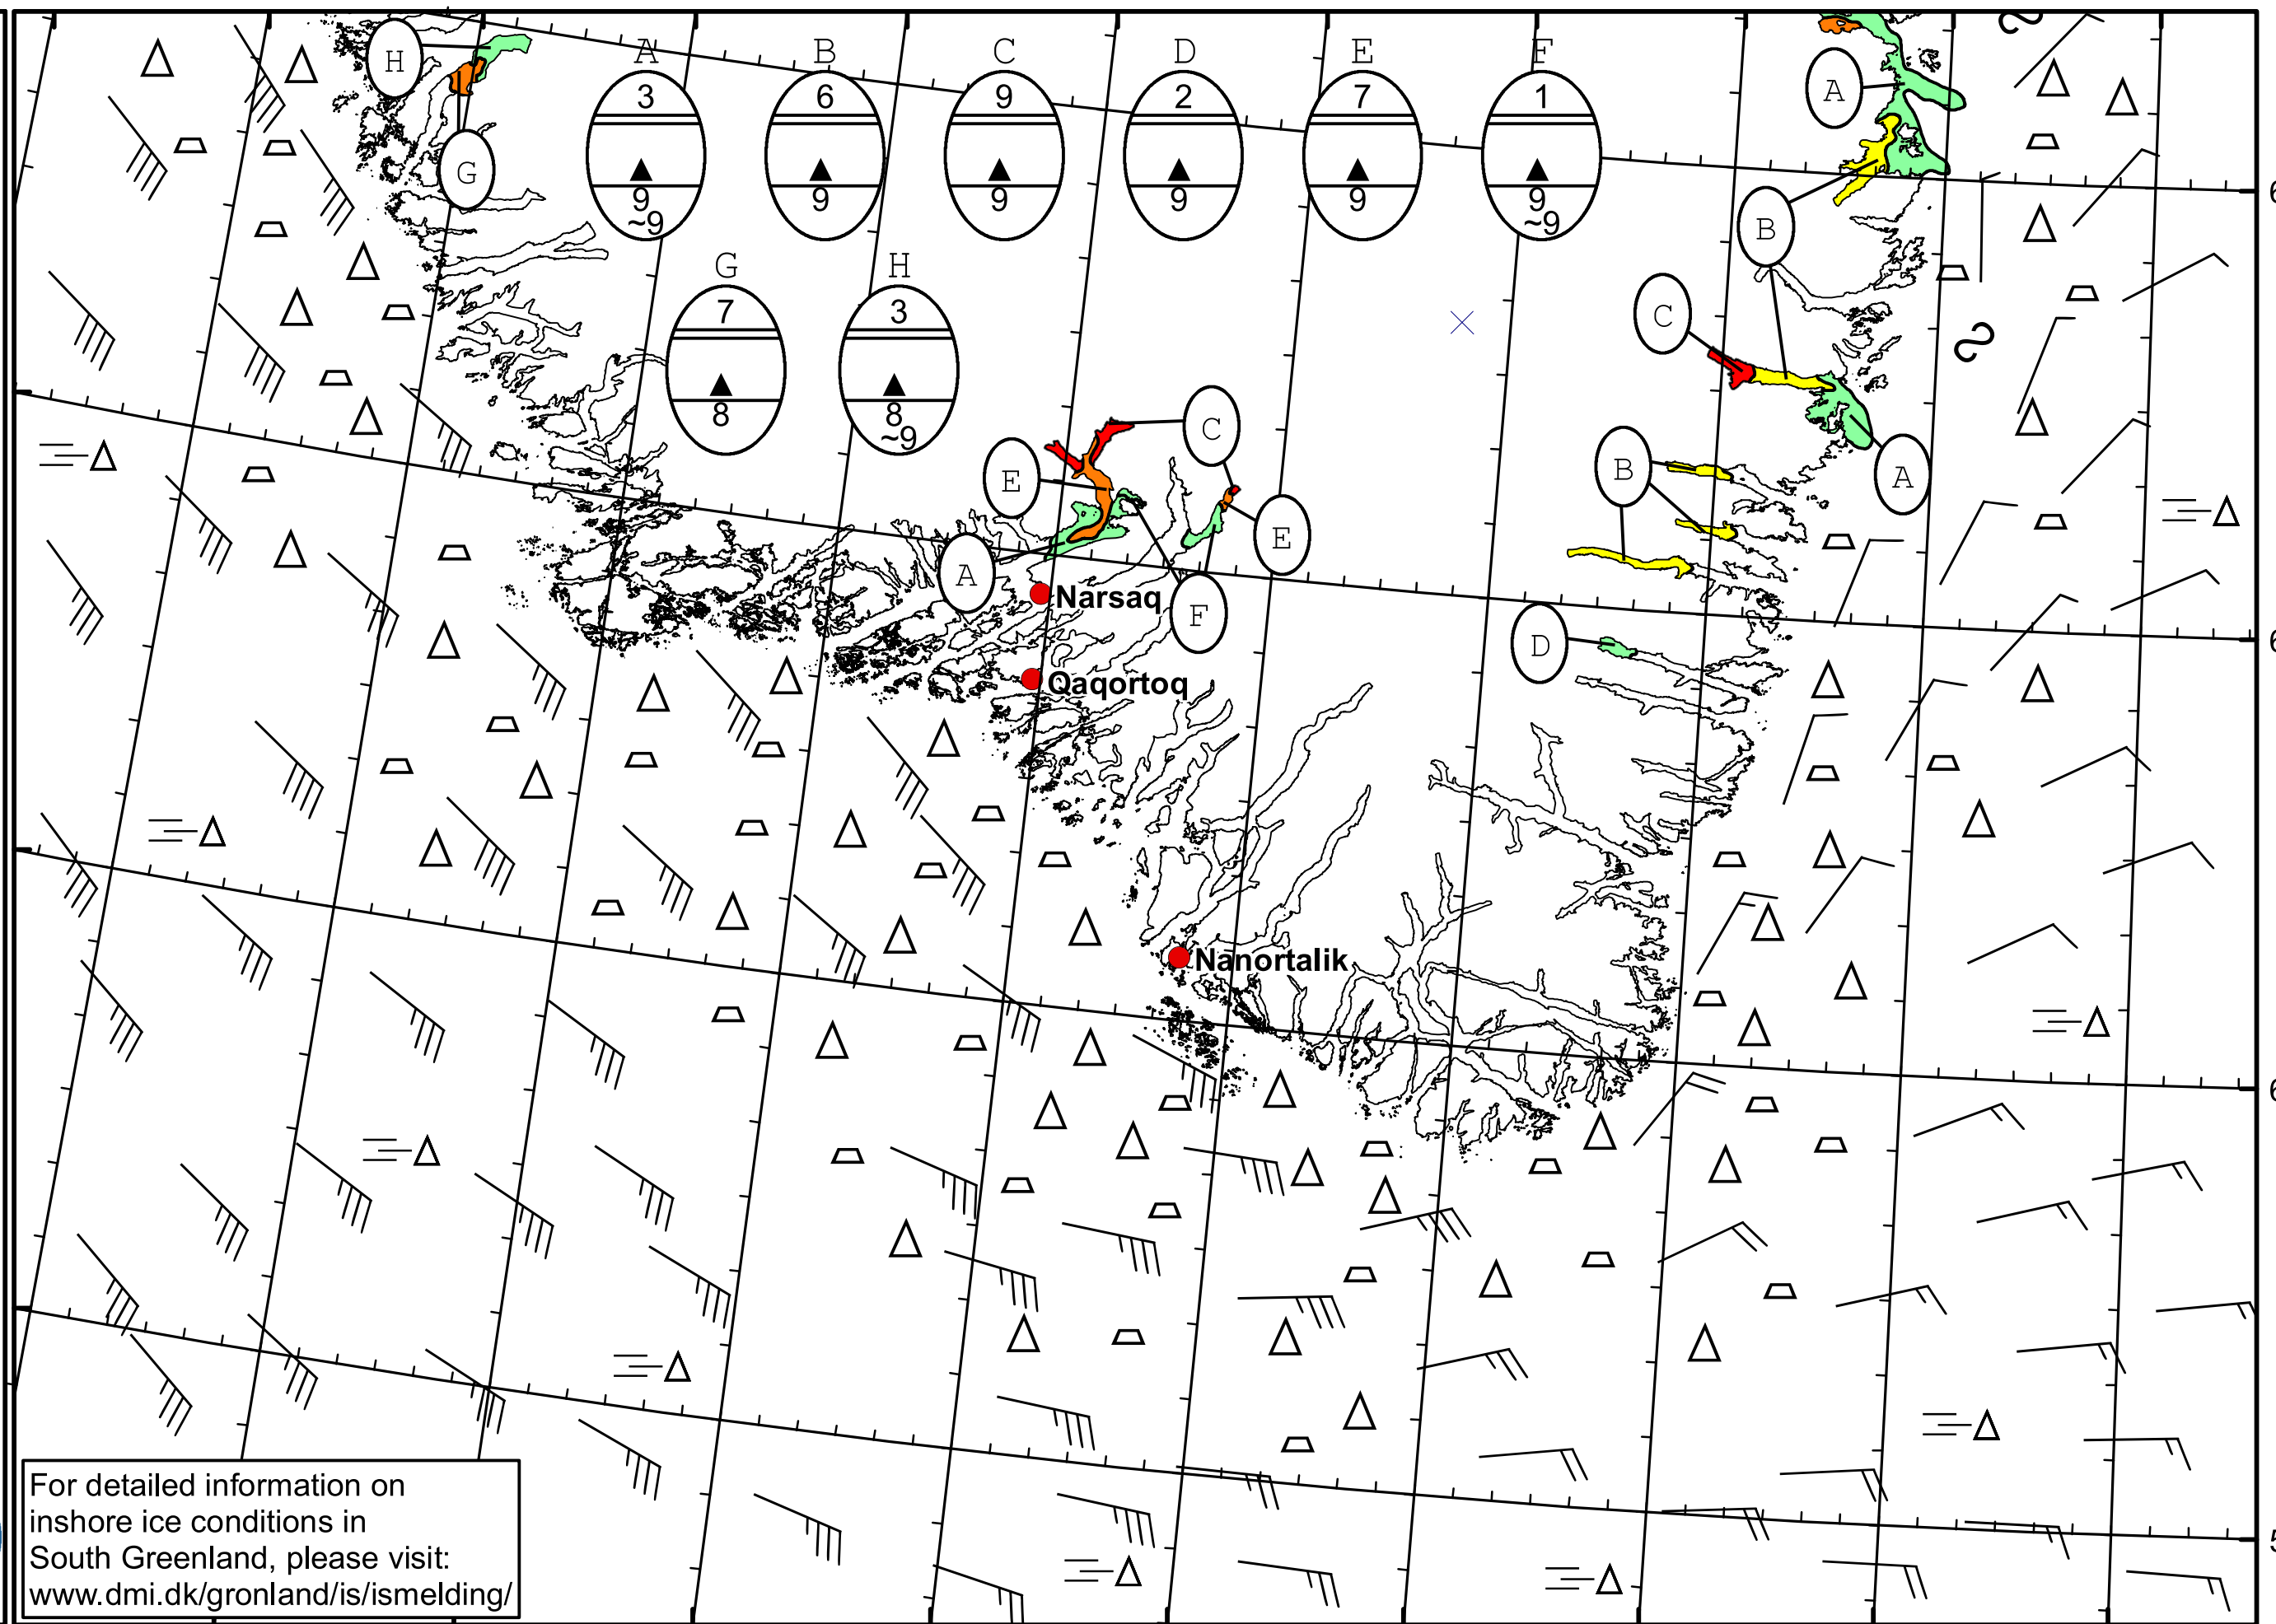 A B C D E F
3 6 9 2 7 1
9 9 9 9 9 9
~9 ~9
G H
7 3
8 8
~9
H
G
A
B
C
B
A
C
E
E
A
F
D
Narsaq
Qaqortoq
Nanortalik
For detailed information on
inshore ice conditions in
South Greenland, please visit:
www.dmi.dk/gronland/is/ismelding/